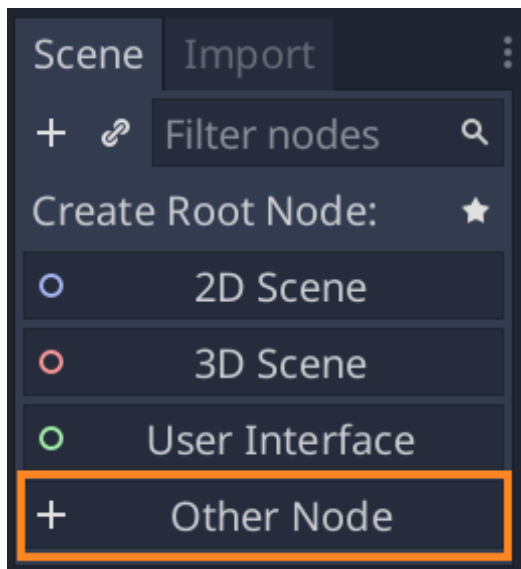 Scene Import
Filter nodes
Create Root Node:
2D Scene
3D Scene
User Interface
Other Node